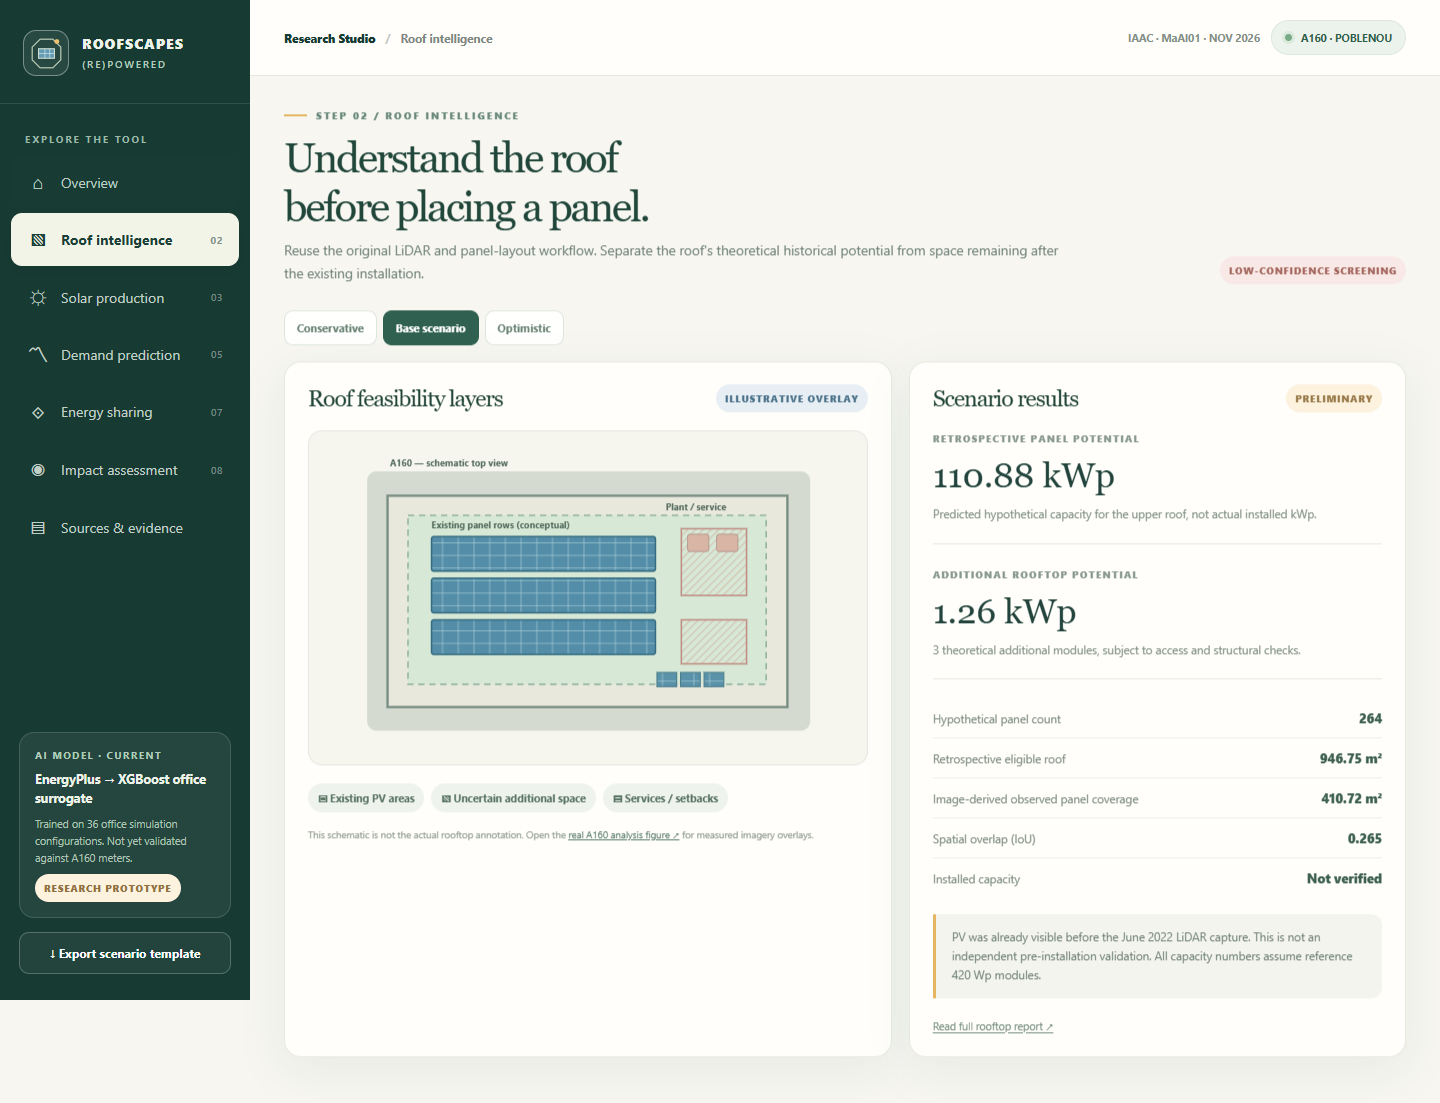 ROOFSCAPES
(RE)POWERED
EXPLORE THE TOOL
Overview
Roof intelligence 02
Solar production 03
Demand prediction 05
Energy sharing 07
Impact assessment 08
Sources & evidence
AI MODEL · CURRENT
EnergyPlus → XGBoost office
surrogate
Trained on 36 office simulation
configurations. Not yet validated
against A160 meters.
RESEARCH PROTOTYPE
↓ Export scenario template
Research Studio / Roof intelligence
IAAC · MaAI01 · NOV 2026
A160 · POBLENOU
STEP 02 / ROOF INTELLIGENCE
Understand the roof
before placing a panel.
Reuse the original LiDAR and panel-layout workflow. Separate the roof's theoretical historical potential from space remaining after
the existing installation.
LOW-CONFIDENCE SCREENING
Conservative
Base scenario
Optimistic
Roof feasibility layers
ILLUSTRATIVE OVERLAY
A160 — schematic top view
Plant / service
Existing panel rows (conceptual)
Existing PV areas
Uncertain additional space
Services / setbacks
This schematic is not the actual rooftop annotation. Open the real A160 analysis figure ↗ for measured imagery overlays.
Scenario results
PRELIMINARY
RETROSPECTIVE PANEL POTENTIAL
110.88 kWp
Predicted hypothetical capacity for the upper roof, not actual installed kWp.
ADDITIONAL ROOFTOP POTENTIAL
1.26 kWp
3 theoretical additional modules, subject to access and structural checks.
Hypothetical panel count 264
Retrospective eligible roof 946.75 m²
Image-derived observed panel coverage 410.72 m²
Spatial overlap (IoU) 0.265
Installed capacity Not verified
PV was already visible before the June 2022 LiDAR capture. This is not an
independent pre-installation validation. All capacity numbers assume reference
420 Wp modules.
Read full rooftop report ↗